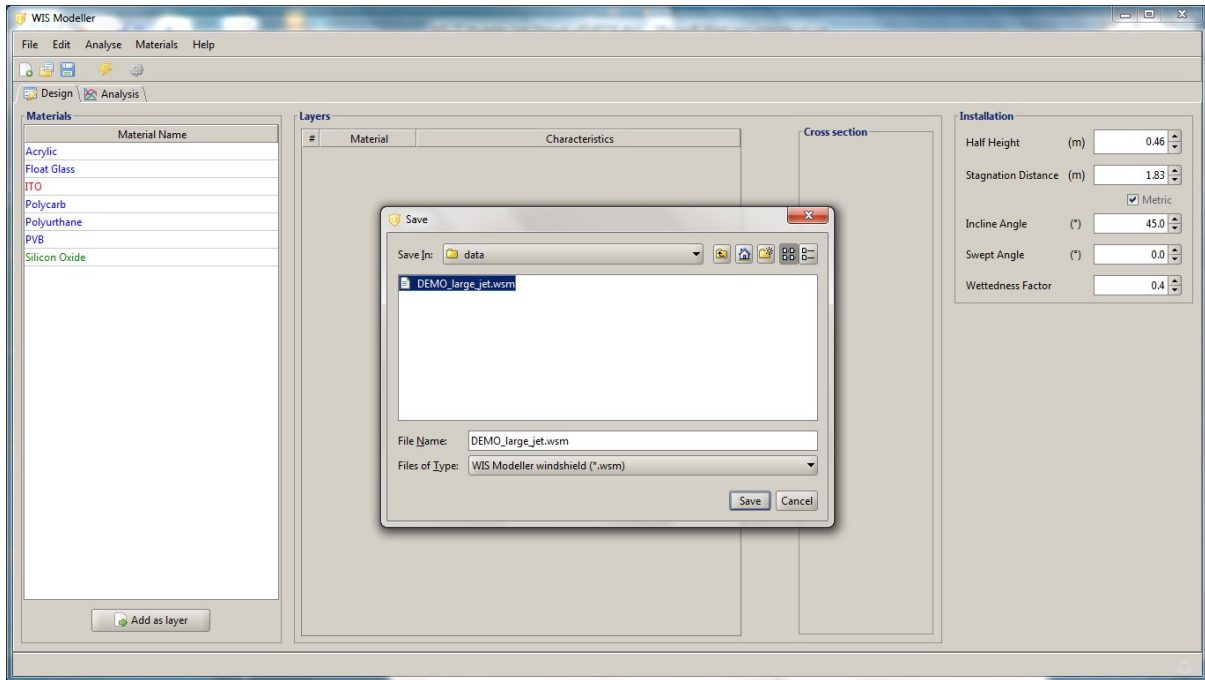 WIS Modeller
File Edit Analyse Materials Help
Design Analysis
Materials
Material Name
Acrylic
Float Glass
ITO
Polycarb
Polyurthane
PVB
Silicon Oxide
Add as layer
Layers
# Material Characteristics
Cross section
Save
Save In: data
DEMO_large_jet.wsm
File Name: DEMO_large_jet.wsm
Files of Type: WIS Modeller windshield (*.wsm)
Save Cancel
Installation
Half Height (m) 0.46
Stagnation Distance (m) 1.83
Metric
Incline Angle (°) 45.0
Swept Angle (°) 0.0
Wettedness Factor 0.4